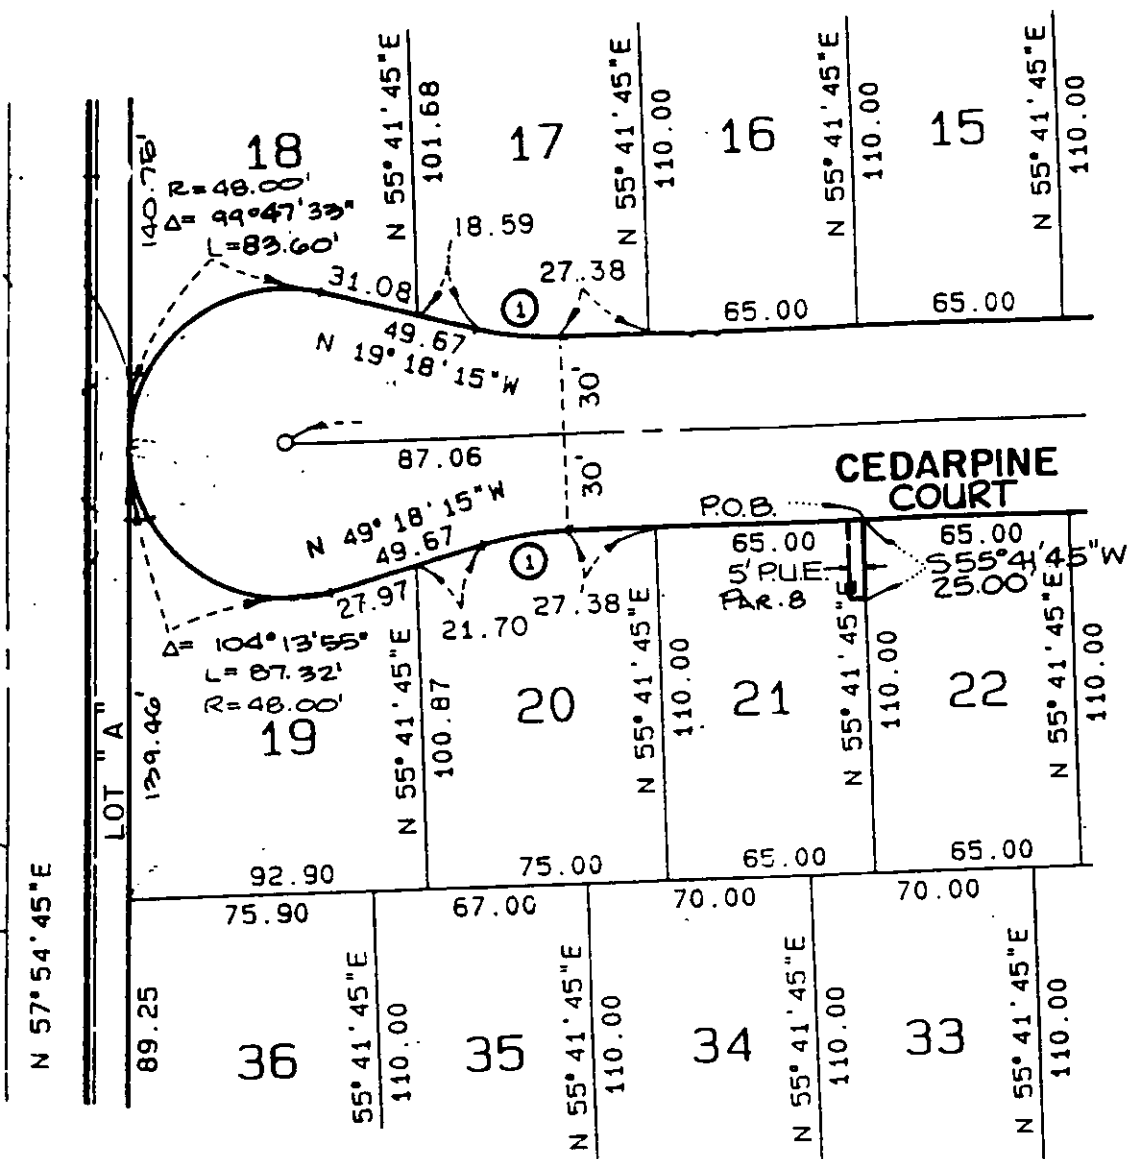 N 55° 41' 45"E
101.68
N 55° 41' 45"E
110.00
N 55° 41' 45"E
110.00
N 55° 41' 45"E
110.00
18
17
16
15
140.75'
R=48.00'
Δ= 99°47'33"
L=83.60'
18.59
31.08
27.38
1
65.00
65.00
49.67
N 19° 18' 15"W
30'
87.06
30'
CEDARPINE
COURT
P.O.B.
N 49° 18' 15"W
49.67
1
27.97
21.70
27.38
65.00
65.00
5' P.U.E.
PAR. 8
S55°41'45"W
25.00'
Δ= 104°13'55"
L= 87.32'
R=48.00'
19
20
21
22
N 55° 41' 45"E
100.87
N 55° 41' 45"E
110.00
N 55° 41' 45"E
110.00
N 55° 41' 45"E
110.00
139.46'
LOT "A"
92.90
75.00
65.00
65.00
75.90
67.00
70.00
70.00
N 57° 54' 45"E
89.25
36
35
34
33
55° 41' 45"E
110.00
N 55° 41' 45"E
110.00
N 55° 41' 45"E
110.00
N 55° 41' 45"E
110.00